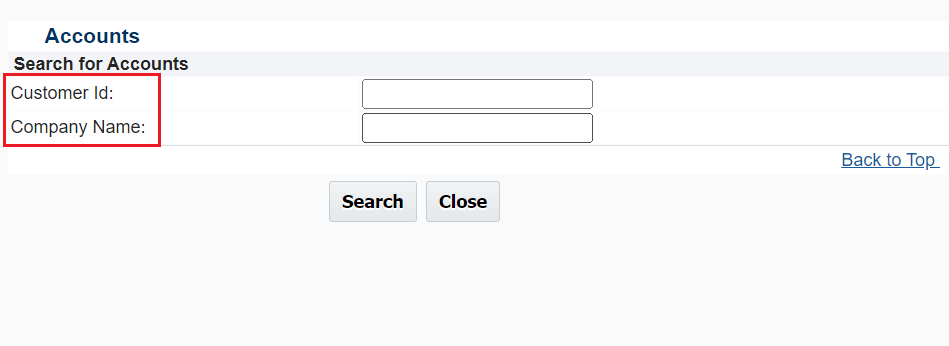 Accounts
Search for Accounts
Customer Id:
Company Name:
Back to Top
Search Close